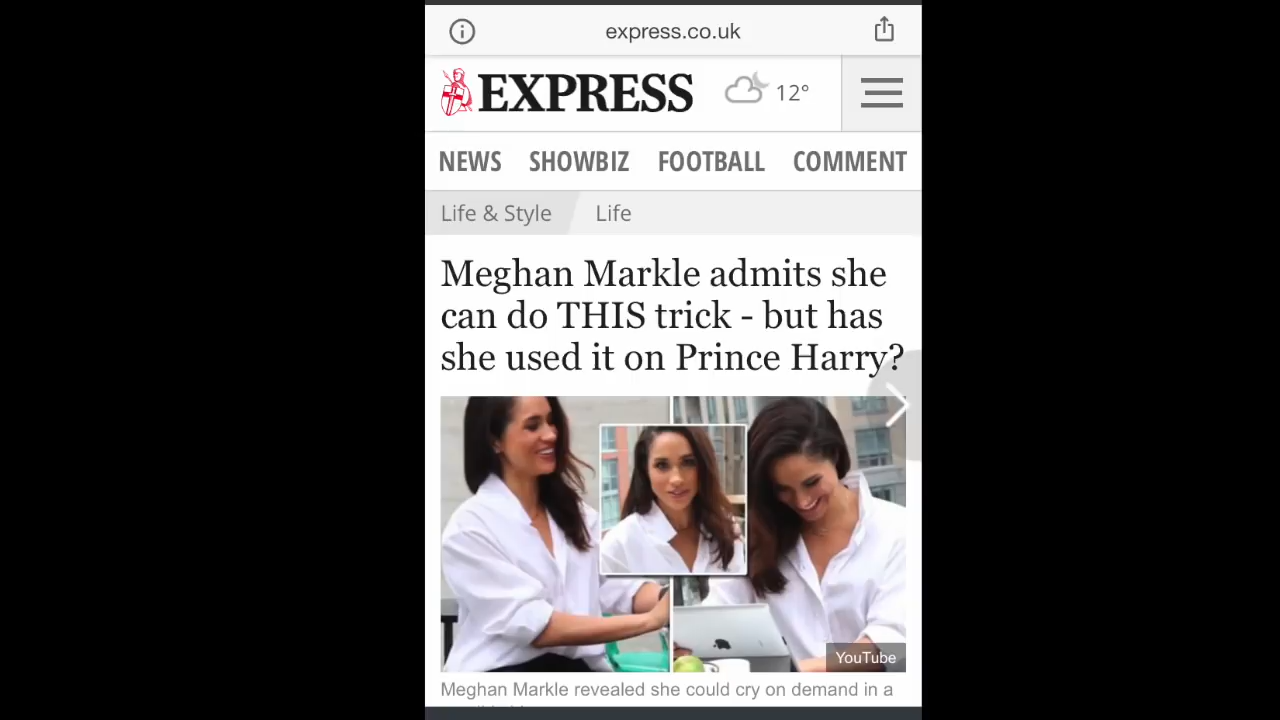 express.co.uk
EXPRESS
12°
NEWS SHOWBIZ FOOTBALL COMMENT
Life & Style Life
Meghan Markle admits she
can do THIS trick - but has
she used it on Prince Harry?
YouTube
Meghan Markle revealed she could cry on demand in a